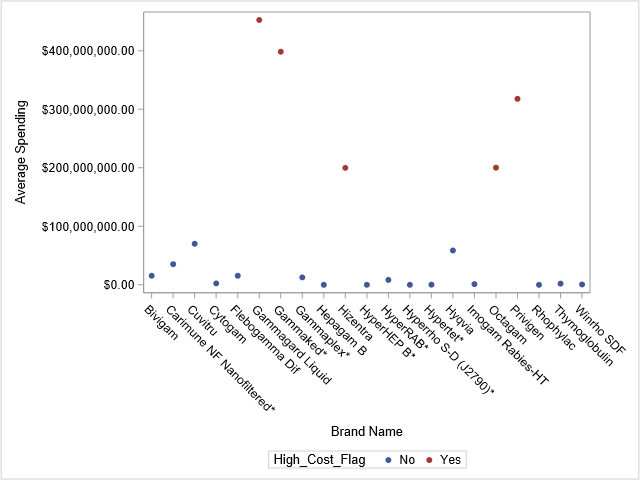 Average Spending
$400,000,000.00
$300,000,000.00
$200,000,000.00
$100,000,000.00
$0.00
Bivigam
Carimune NF Nanofiltered*
Cuvitru
Cytogam
Flebogamma Dif
Gammagard Liquid
Gammaked*
Gammaplex*
Hepagam B
Hizentra
HyperHEP B*
HyperRAB*
Hyperrho S-D (J2790)*
Hypertet*
Hyqvia
Imogam Rabies-HT
Octagam
Privigen
Rhophylac
Thymoglobulin
Winrho SDF
Brand Name
High_Cost_Flag No Yes